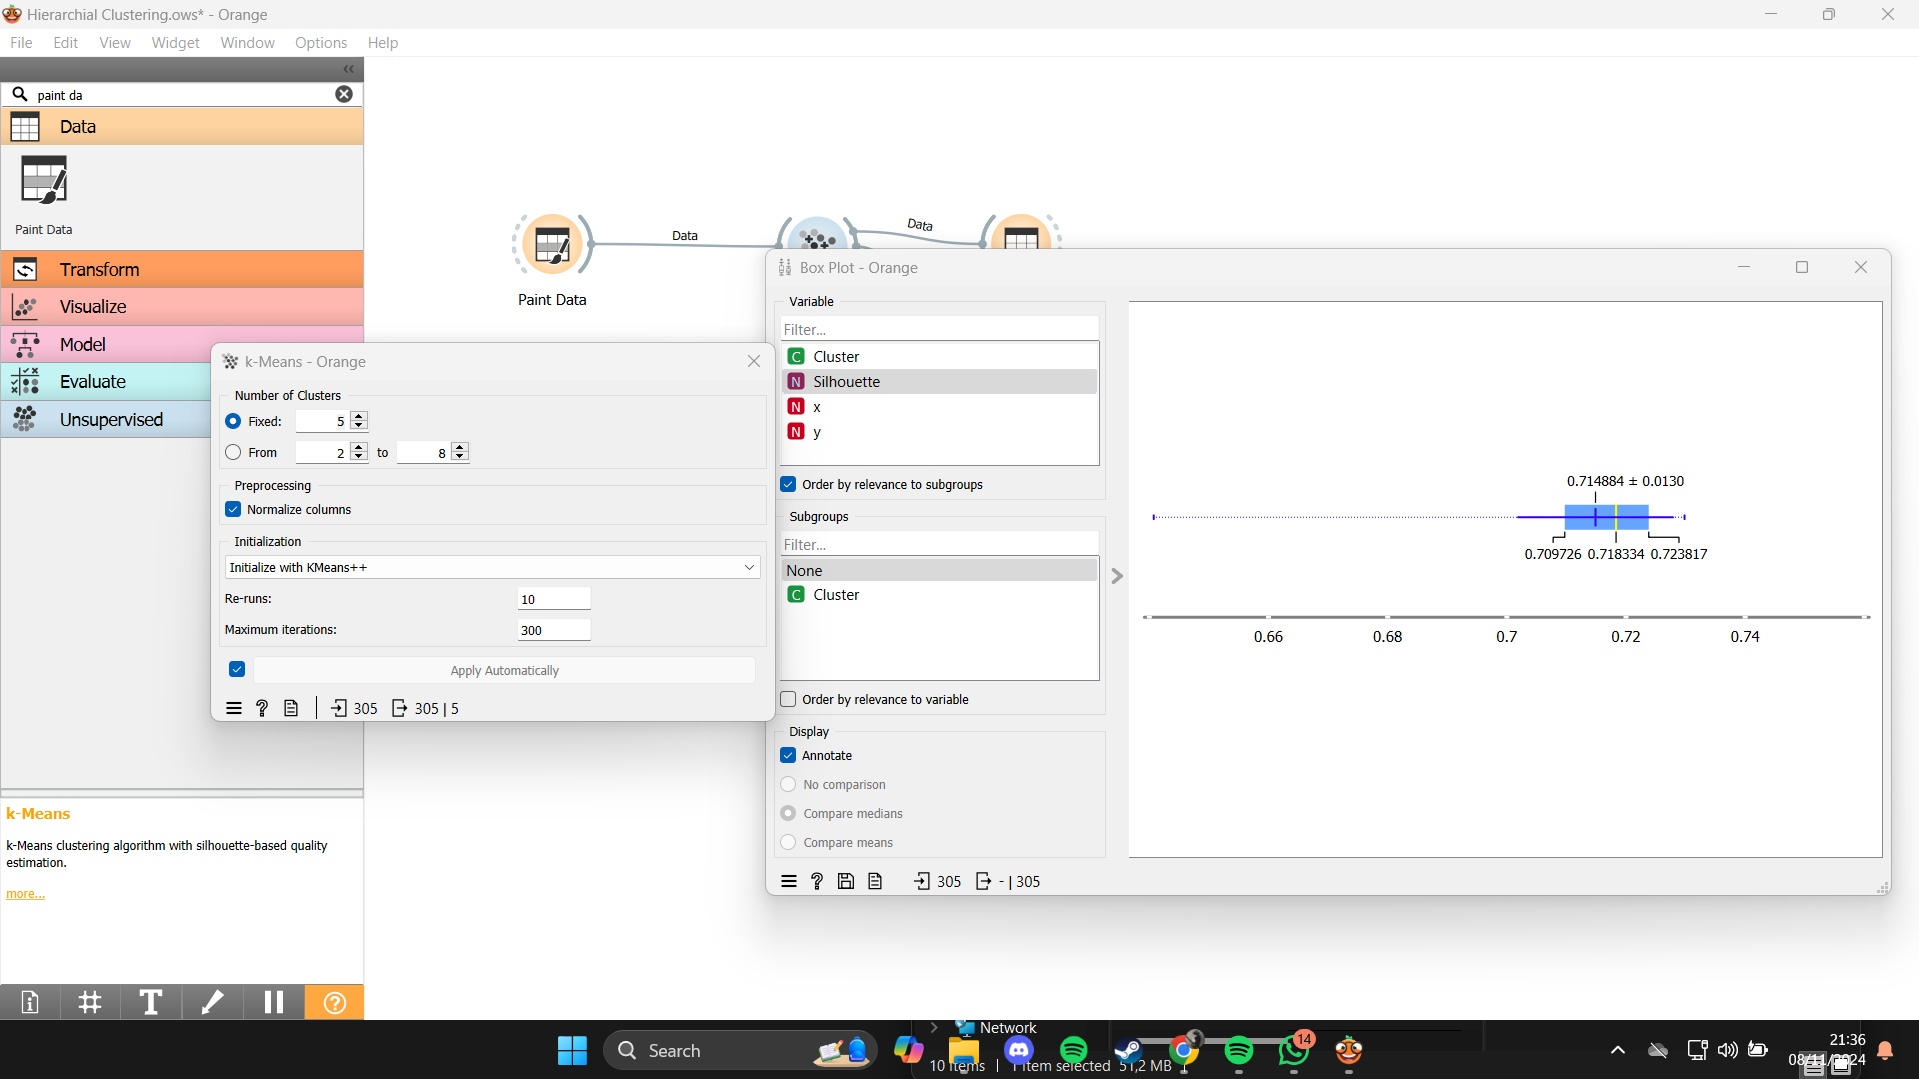 Hierarchial Clustering.ows* - Orange
File Edit View Widget Window Options Help
paint da
Data
Paint Data
Transform
Visualize
Model
Evaluate
Unsupervised
k-Means
k-Means clustering algorithm with silhouette-based quality
estimation.
more...
Data
Data
Paint Data
k-Means - Orange
Number of Clusters
Fixed: 5
From 2 to 8
Preprocessing
Normalize columns
Initialization
Initialize with KMeans++
Re-runs: 10
Maximum iterations: 300
Apply Automatically
305 305 | 5
Box Plot - Orange
Variable
Filter...
C Cluster
N Silhouette
N x
N y
Order by relevance to subgroups
Subgroups
Filter...
None
C Cluster
Order by relevance to variable
Display
Annotate
No comparison
Compare medians
Compare means
305 - | 305
0.714884 ± 0.0130
0.709726 0.718334 0.723817
0.66 0.68 0.7 0.72 0.74
Search
Network
10 items 1 item selected 51,2 MB
14
21:36
08/11/2024